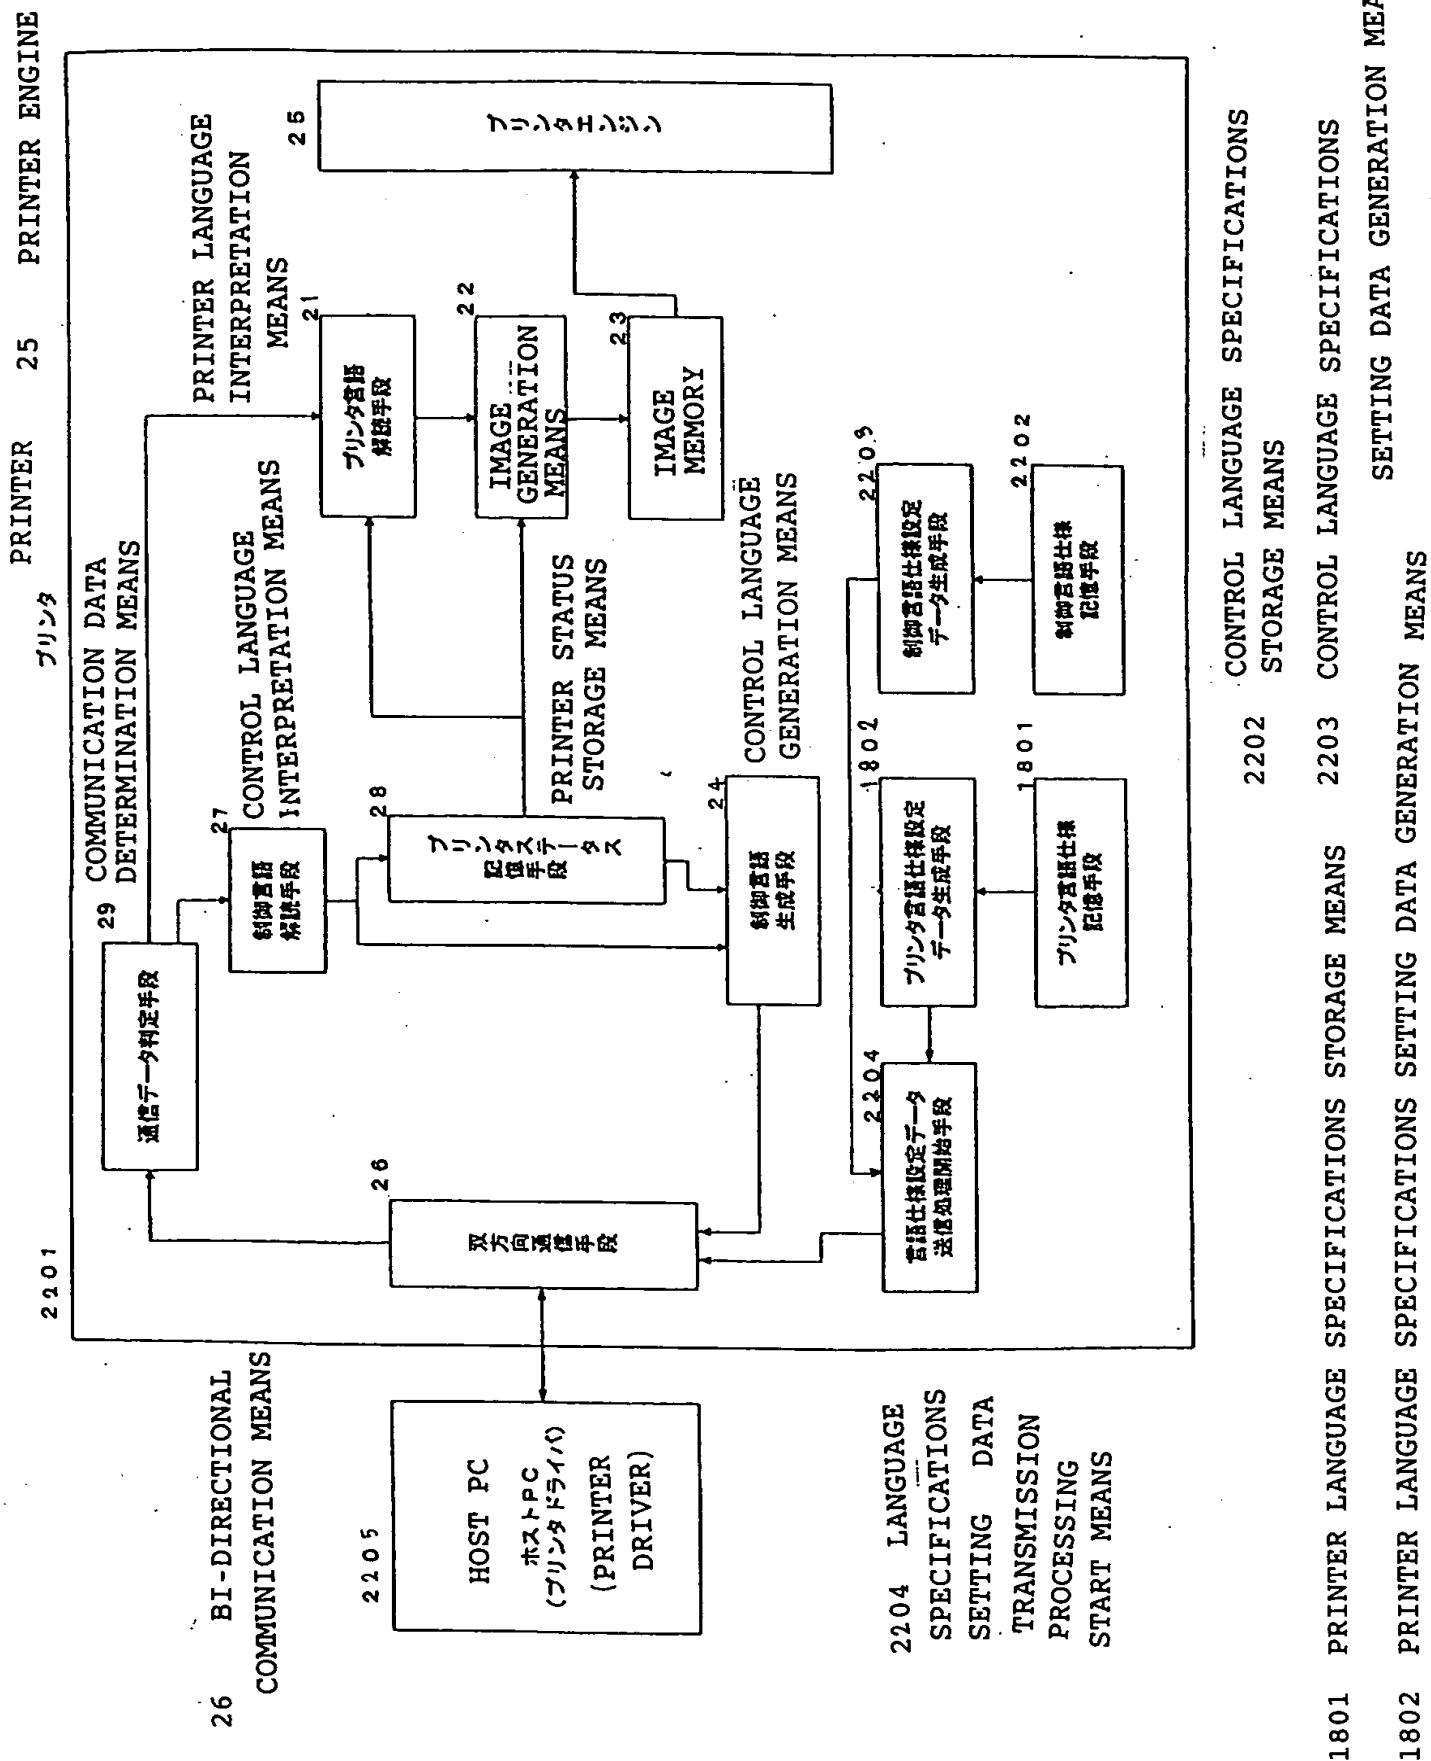 PRINTER
25 PRINTER ENGINE
プリンタ
2201
29 COMMUNICATION DATA
DETERMINATION MEANS
通信データ判定手段
PRINTER LANGUAGE
INTERPRETATION
MEANS
CONTROL LANGUAGE
INTERPRETATION MEANS
27
制御言語
解読手段
21
プリンタ言語
解読手段
25
プリンタエンジン
26 BI-DIRECTIONAL
COMMUNICATION MEANS
26
双方向通信手段
28
プリンタステータス
記憶手段
22
IMAGE
GENERATION
MEANS
PRINTER STATUS
STORAGE MEANS
23
IMAGE
MEMORY
2205
HOST PC
ホストPC
(プリンタドライバ)
(PRINTER
DRIVER)
24
制御言語
生成手段
CONTROL LANGUAGE
GENERATION MEANS
2204
言語仕様設定データ
送信処理開始手段
1802
プリンタ言語仕様設定
データ生成手段
2203
制御言語仕様設定
データ生成手段
1801
プリンタ言語仕様
記憶手段
2202
制御言語仕様
記憶手段
2204 LANGUAGE
SPECIFICATIONS
SETTING DATA
TRANSMISSION
PROCESSING
START MEANS
2202 CONTROL LANGUAGE SPECIFICATIONS
STORAGE MEANS
1801 PRINTER LANGUAGE SPECIFICATIONS STORAGE MEANS
2203 CONTROL LANGUAGE SPECIFICATIONS
SETTING DATA GENERATION
1802 PRINTER LANGUAGE SPECIFICATIONS SETTING DATA GENERATION MEANS